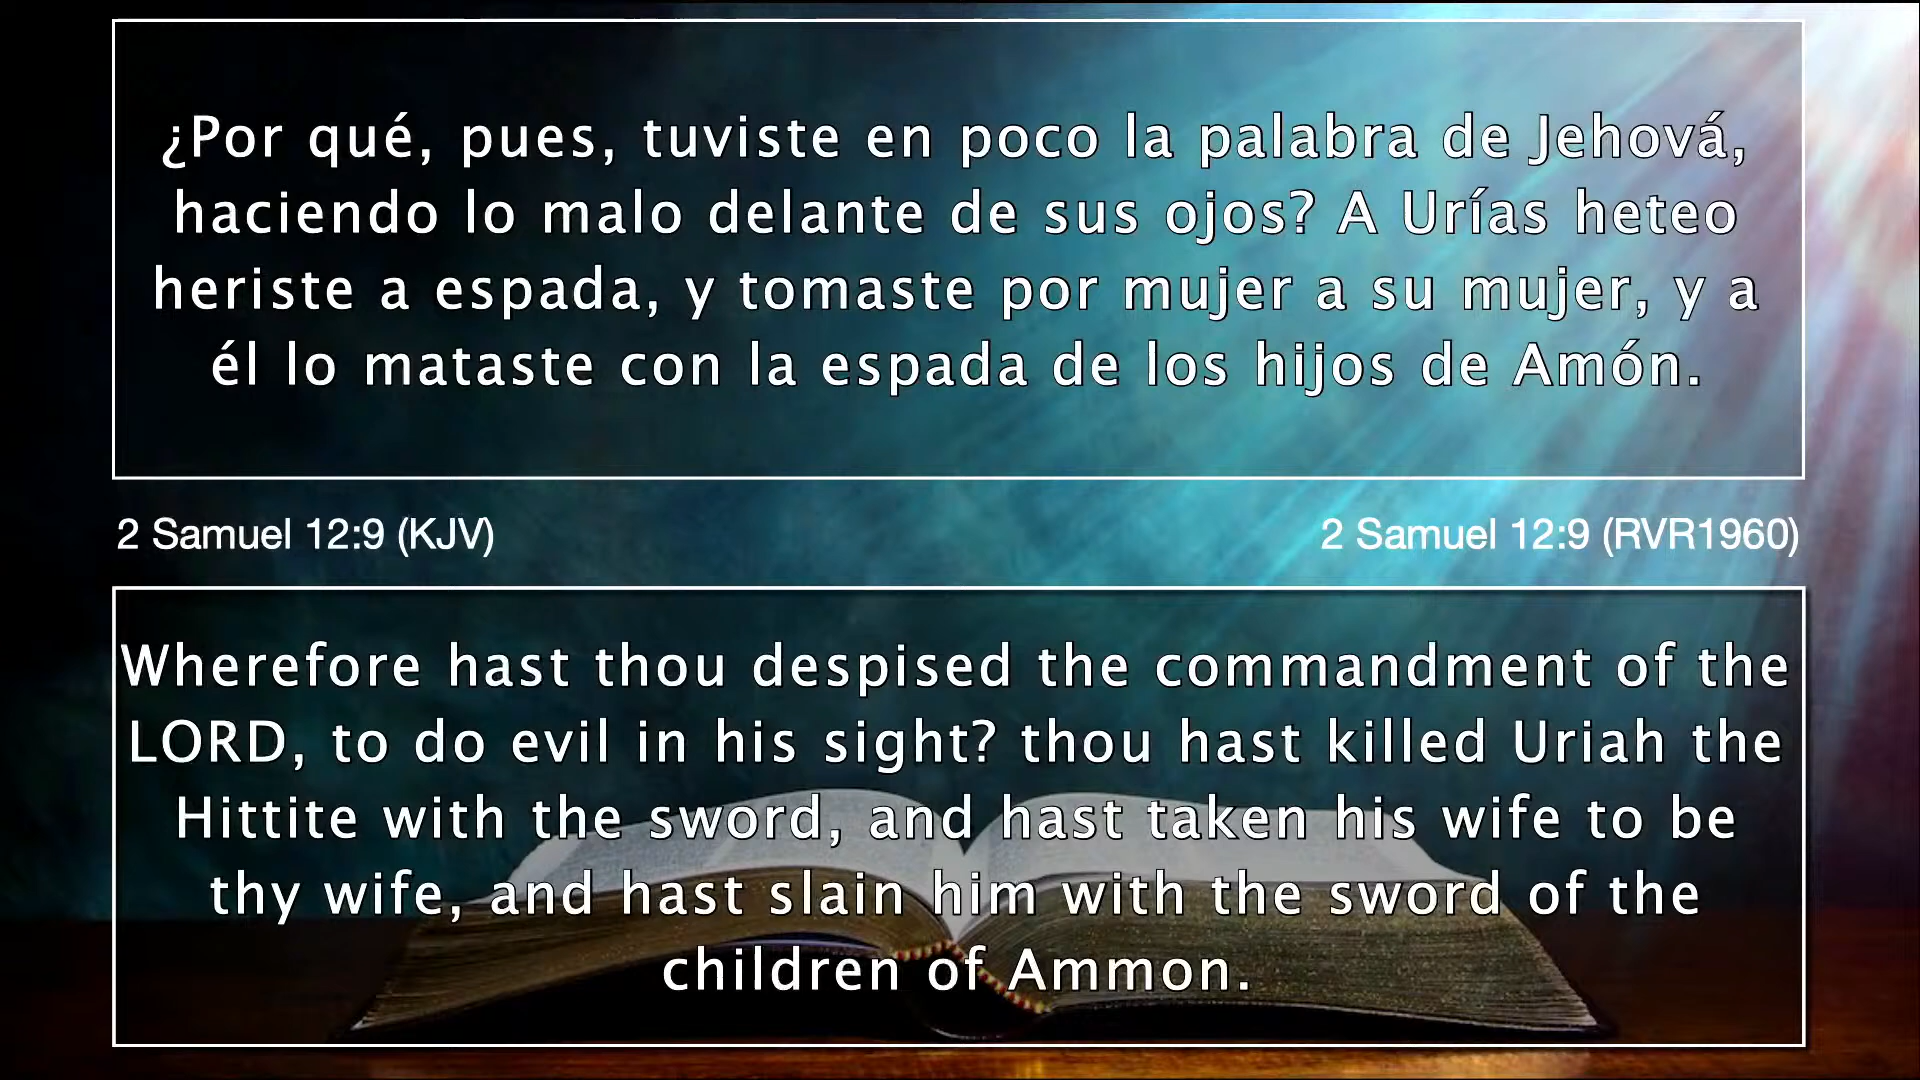 ¿Por qué, pues, tuviste en poco la palabra de Jehová,
haciendo lo malo delante de sus ojos? A Urías heteo
heriste a espada, y tomaste por mujer a su mujer, y a
él lo mataste con la espada de los hijos de Amón.
2 Samuel 12:9 (KJV)
2 Samuel 12:9 (RVR1960)
Wherefore hast thou despised the commandment of the
LORD, to do evil in his sight? thou hast killed Uriah the
Hittite with the sword, and hast taken his wife to be
thy wife, and hast slain him with the sword of the
children of Ammon.